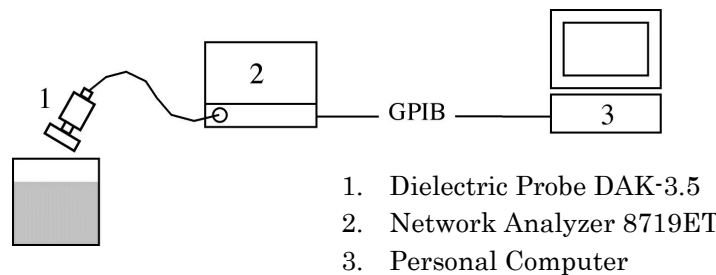 1
2
GPIB
3
1. Dielectric Probe DAK-3.5
2. Network Analyzer 8719ET
3. Personal Computer